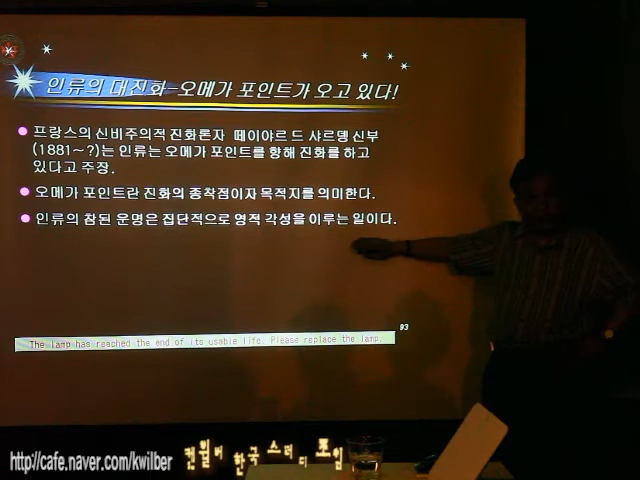 인류의 대진화-오메가 포인트가 오고 있다!
프랑스의 신비주의적 진화론자 떼이야르 드 샤르뎅 신부
(1881~?)는 인류는 오메가 포인트를 향해 진화를 하고
있다고 주장.
오메가 포인트란 진화의 종착점이자 목적지를 의미한다.
인류의 참된 운명은 집단적으로 영적 각성을 이루는 일이다.
93
The lamp has reached the end of its usable life. Please replace the lamp.
http://cafe.naver.com/kwilber 켄 윌버 한국 스터디 모임